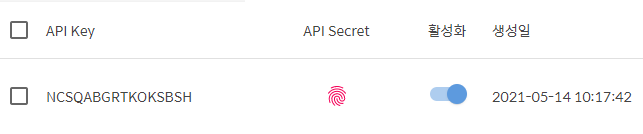 API Key API Secret 활성화 생성일
NCSQABGRTKOKSBSH 2021-05-14 10:17:42